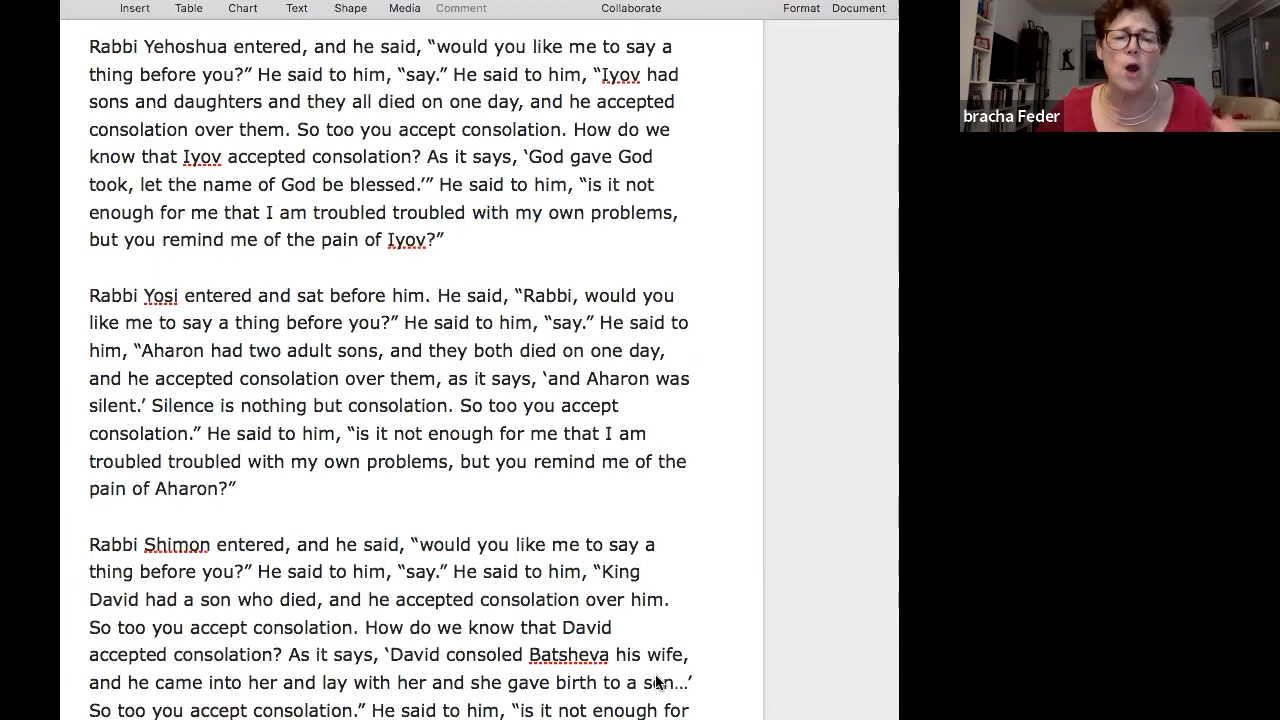 Insert Table Chart Text Shape Media Comment Collaborate Format Document
Rabbi Yehoshua entered, and he said, “would you like me to say a
thing before you?” He said to him, “say.” He said to him, “Iyov had
sons and daughters and they all died on one day, and he accepted
consolation over them. So too you accept consolation. How do we
know that Iyov accepted consolation? As it says, ‘God gave God
took, let the name of God be blessed.’” He said to him, “is it not
enough for me that I am troubled troubled with my own problems,
but you remind me of the pain of Iyov?”
Rabbi Yosi entered and sat before him. He said, “Rabbi, would you
like me to say a thing before you?” He said to him, “say.” He said to
him, “Aharon had two adult sons, and they both died on one day,
and he accepted consolation over them, as it says, ‘and Aharon was
silent.’ Silence is nothing but consolation. So too you accept
consolation.” He said to him, “is it not enough for me that I am
troubled troubled with my own problems, but you remind me of the
pain of Aharon?”
Rabbi Shimon entered, and he said, “would you like me to say a
thing before you?” He said to him, “say.” He said to him, “King
David had a son who died, and he accepted consolation over him.
So too you accept consolation. How do we know that David
accepted consolation? As it says, ‘David consoled Batsheva his wife,
and he came into her and lay with her and she gave birth to a son…’
So too you accept consolation.” He said to him, “is it not enough for
bracha Feder